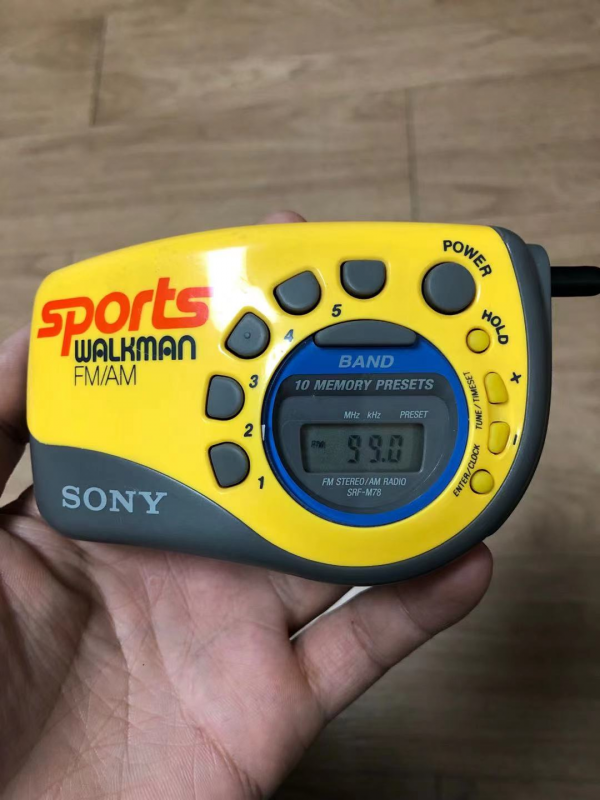 POWER
HOLD
sports
WALKMAN
FM/AM
5
4
3
2
1
BAND
10 MEMORY PRESETS
MHz kHz PRESET
99.0
FM STEREO/AM RADIO
SRF-M78
+
TUNE/TIMESET
−
ENTER/CLOCK
SONY